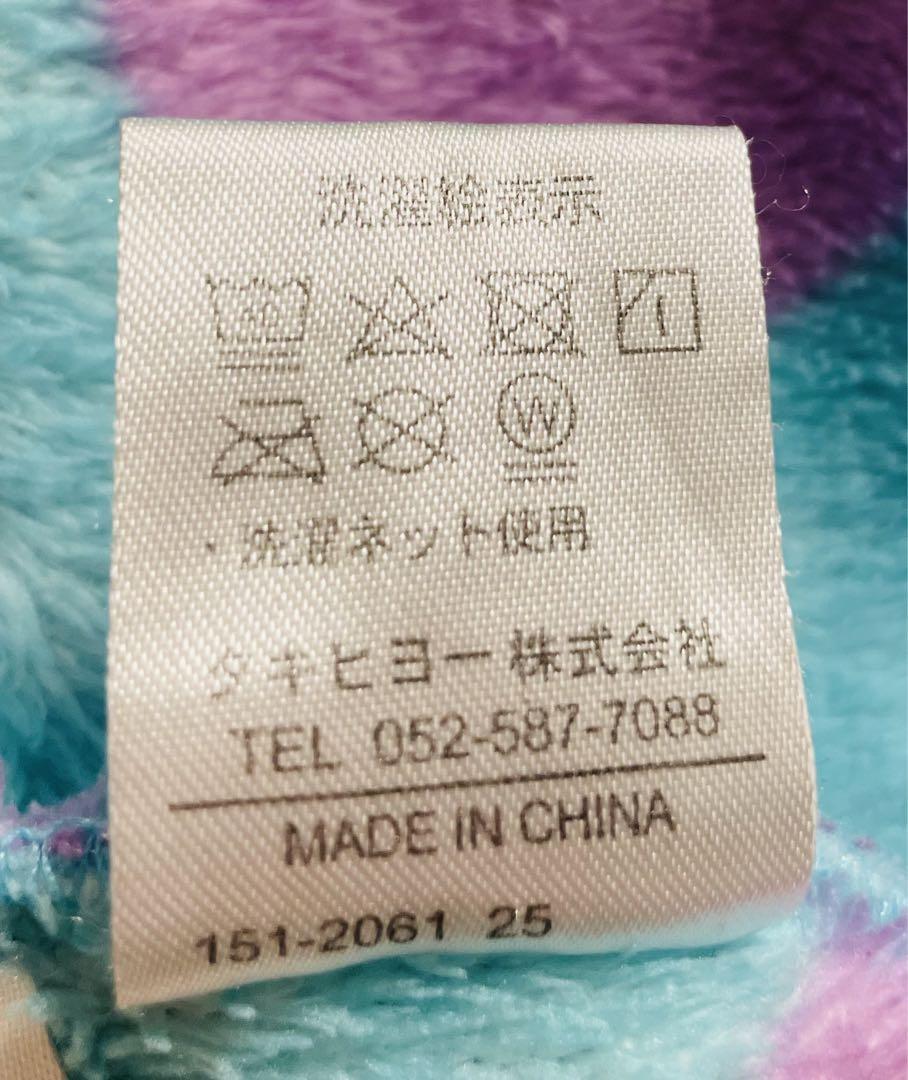 洗濯絵表示
W
・洗濯ネット使用
タキヒヨー株式会社
TEL 052-587-7088
MADE IN CHINA
151-2061 25